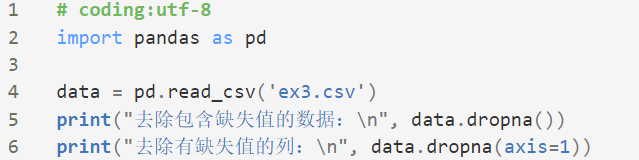 1 # coding:utf-8
2 import pandas as pd
3
4 data = pd.read_csv('ex3.csv')
5 print("去除包含缺失值的数据：\n", data.dropna())
6 print("去除有缺失值的列：\n", data.dropna(axis=1))